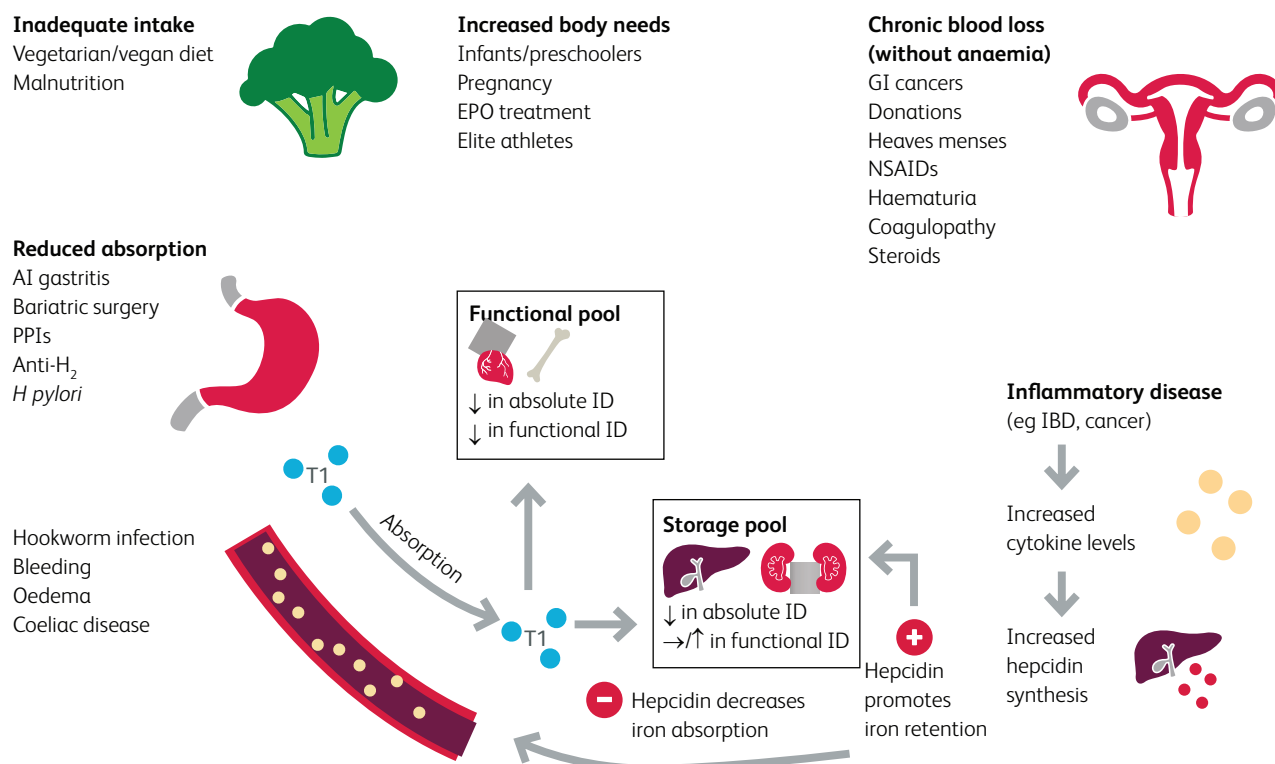 Inadequate intake
Vegetarian/vegan diet
Malnutrition
Increased body needs
Infants/preschoolers
Pregnancy
EPO treatment
Elite athletes
Chronic blood loss
(without anaemia)
GI cancers
Donations
Heaves menses
NSAIDs
Haematuria
Coagulopathy
Steroids
Reduced absorption
AI gastritis
Bariatric surgery
PPIs
Anti-H₂
H pylori
Functional pool
↓ in absolute ID
↓ in functional ID
Inflammatory disease
(eg IBD, cancer)
Increased
cytokine levels
Increased
hepcidin
synthesis
T1
Absorption
Hookworm infection
Bleeding
Oedema
Coeliac disease
T1
Storage pool
↓ in absolute ID
→/↑ in functional ID
+
Hepcidin
promotes
iron retention
-
Hepcidin decreases
iron absorption